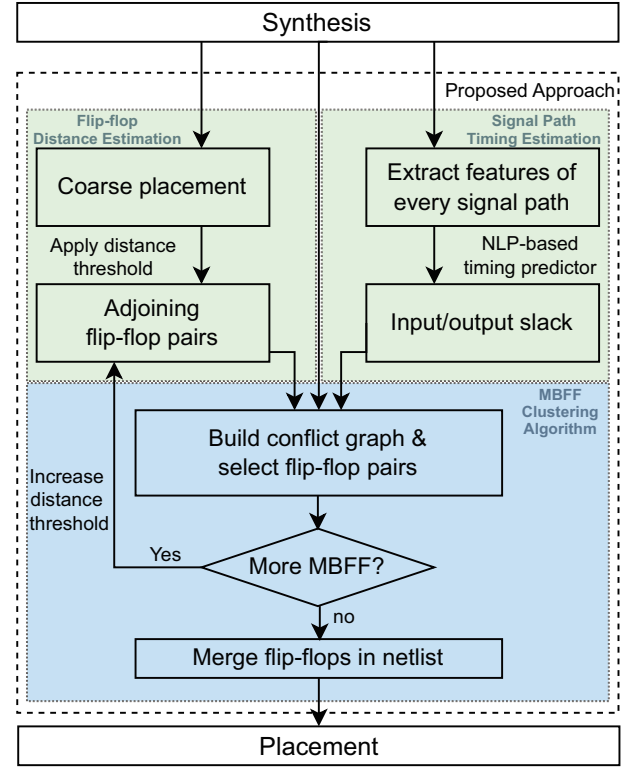 Synthesis
Proposed Approach
Flip-flop
Distance Estimation
Signal Path
Timing Estimation
Coarse placement
Extract features of
every signal path
Apply distance
threshold
NLP-based
timing predictor
Adjoining
flip-flop pairs
Input/output slack
MBFF
Clustering
Algorithm
Build conflict graph &
select flip-flop pairs
Increase
distance
threshold
Yes
More MBFF?
no
Merge flip-flops in netlist
Placement